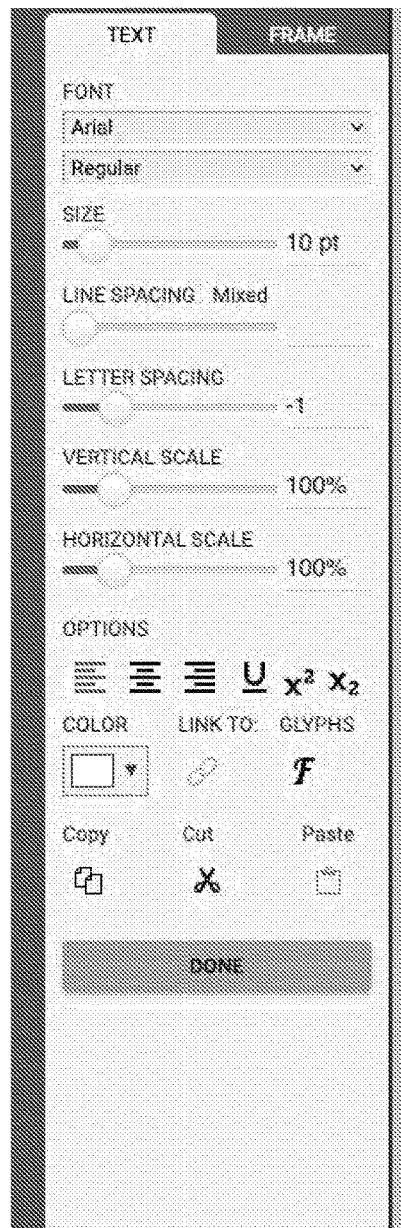 TEXT FRAME
FONT
Arial
Regular
SIZE
10 pt
LINE SPACING Mixed
LETTER SPACING
-1
VERTICAL SCALE
100%
HORIZONTAL SCALE
100%
OPTIONS
U x² x₂
COLOR LINK TO: GLYPHS
F
Copy Cut Paste
DONE